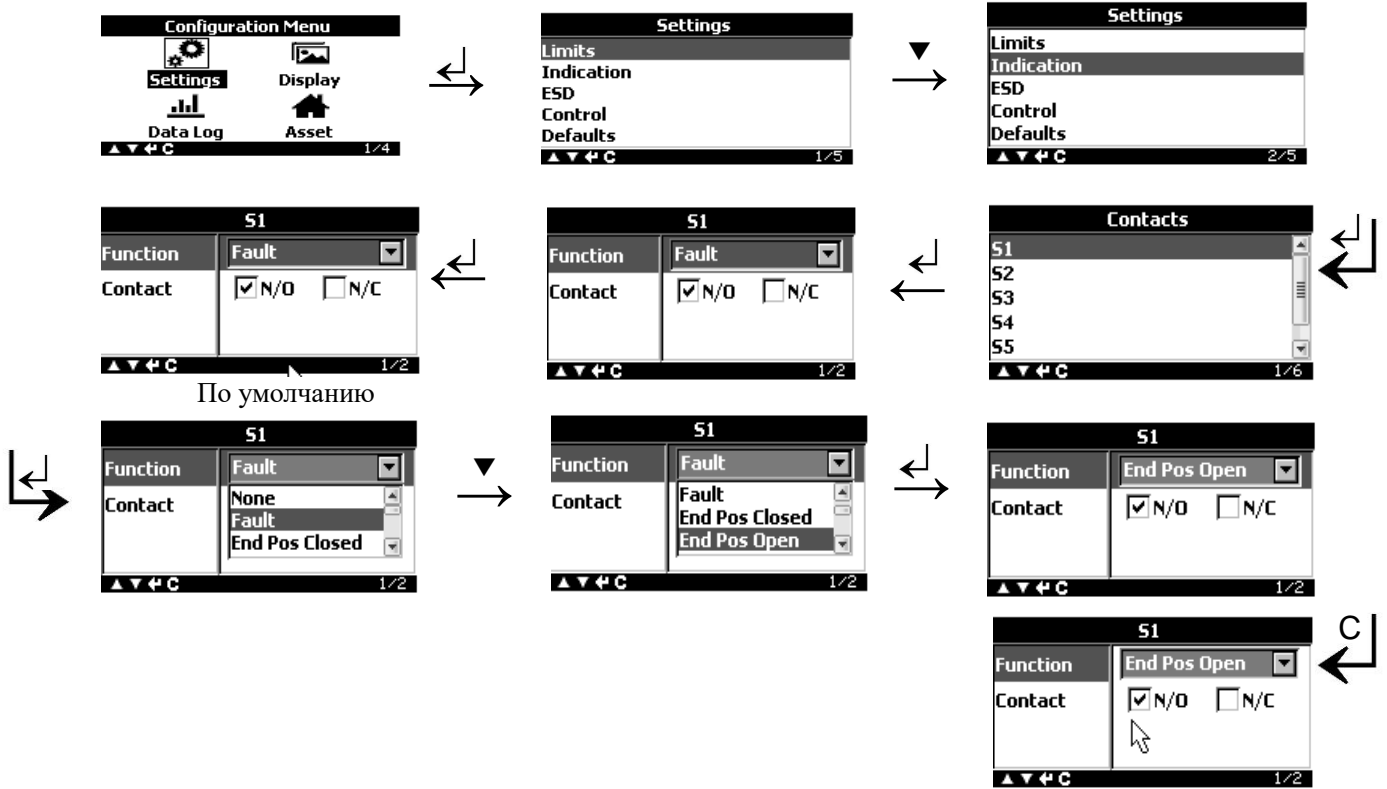 Configuration Menu
Settings Display
Data Log Asset
▲ ▼ ↵ C 1/4
Settings
Limits
Indication
ESD
Control
Defaults
▲ ▼ ↵ C 1/5
▼
Settings
Limits
Indication
ESD
Control
Defaults
▲ ▼ ↵ C 2/5
S1
Function Fault
Contact N/O N/C
▲ ▼ ↵ C 1/2
По умолчанию
S1
Function Fault
Contact N/O N/C
▲ ▼ ↵ C 1/2
Contacts
S1
S2
S3
S4
S5
▲ ▼ ↵ C 1/6
S1
Function Fault
Contact None
Fault
End Pos Closed
▲ ▼ ↵ C 1/2
▼
S1
Function Fault
Contact Fault
End Pos Closed
End Pos Open
▲ ▼ ↵ C 1/2
S1
Function End Pos Open
Contact N/O N/C
▲ ▼ ↵ C 1/2
C
S1
Function End Pos Open
Contact N/O N/C
▲ ▼ ↵ C 1/2